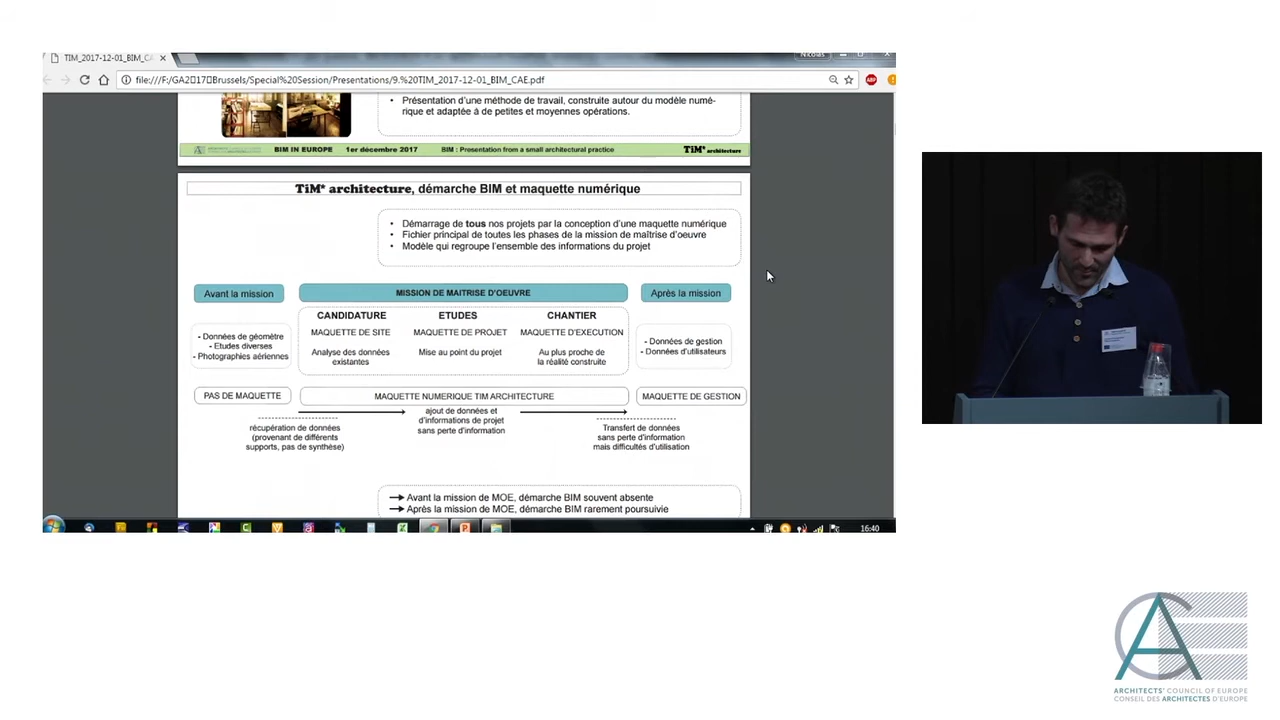 TIM_2017-12-01_BIM_CA
Nicolas
file:///F:/GA2017Brussels/Special%20Session/Presentations/9.%20TIM_2017-12-01_BIM_CAE.pdf
ABP
• Présentation d'une méthode de travail, construite autour du modèle numé-
rique et adaptée à de petites et moyennes opérations.
BIM IN EUROPE 1er décembre 2017 BIM : Presentation from a small architectural practice TiM* architecture
TiM* architecture, démarche BIM et maquette numérique
• Démarrage de tous nos projets par la conception d'une maquette numérique
• Fichier principal de toutes les phases de la mission de maîtrise d'oeuvre
• Modèle qui regroupe l'ensemble des informations du projet
Avant la mission MISSION DE MAITRISE D'OEUVRE Après la mission
CANDIDATURE ETUDES CHANTIER
MAQUETTE DE SITE MAQUETTE DE PROJET MAQUETTE D'EXECUTION
- Données de géomètre
- Etudes diverses
- Photographies aériennes
Analyse des données
existantes
Mise au point du projet
Au plus proche de
la réalité construite
- Données de gestion
- Données d'utilisateurs
PAS DE MAQUETTE MAQUETTE NUMERIQUE TIM ARCHITECTURE MAQUETTE DE GESTION
récupération de données
(provenant de différents
supports, pas de synthèse)
ajout de données et
d'informations de projet
sans perte d'information
Transfert de données
sans perte d'information
mais difficultés d'utilisation
→ Avant la mission de MOE, démarche BIM souvent absente
→ Après la mission de MOE, démarche BIM rarement poursuivie
16:40
ACE
ARCHITECTS' COUNCIL OF EUROPE
CONSEIL DES ARCHITECTES D'EUROPE